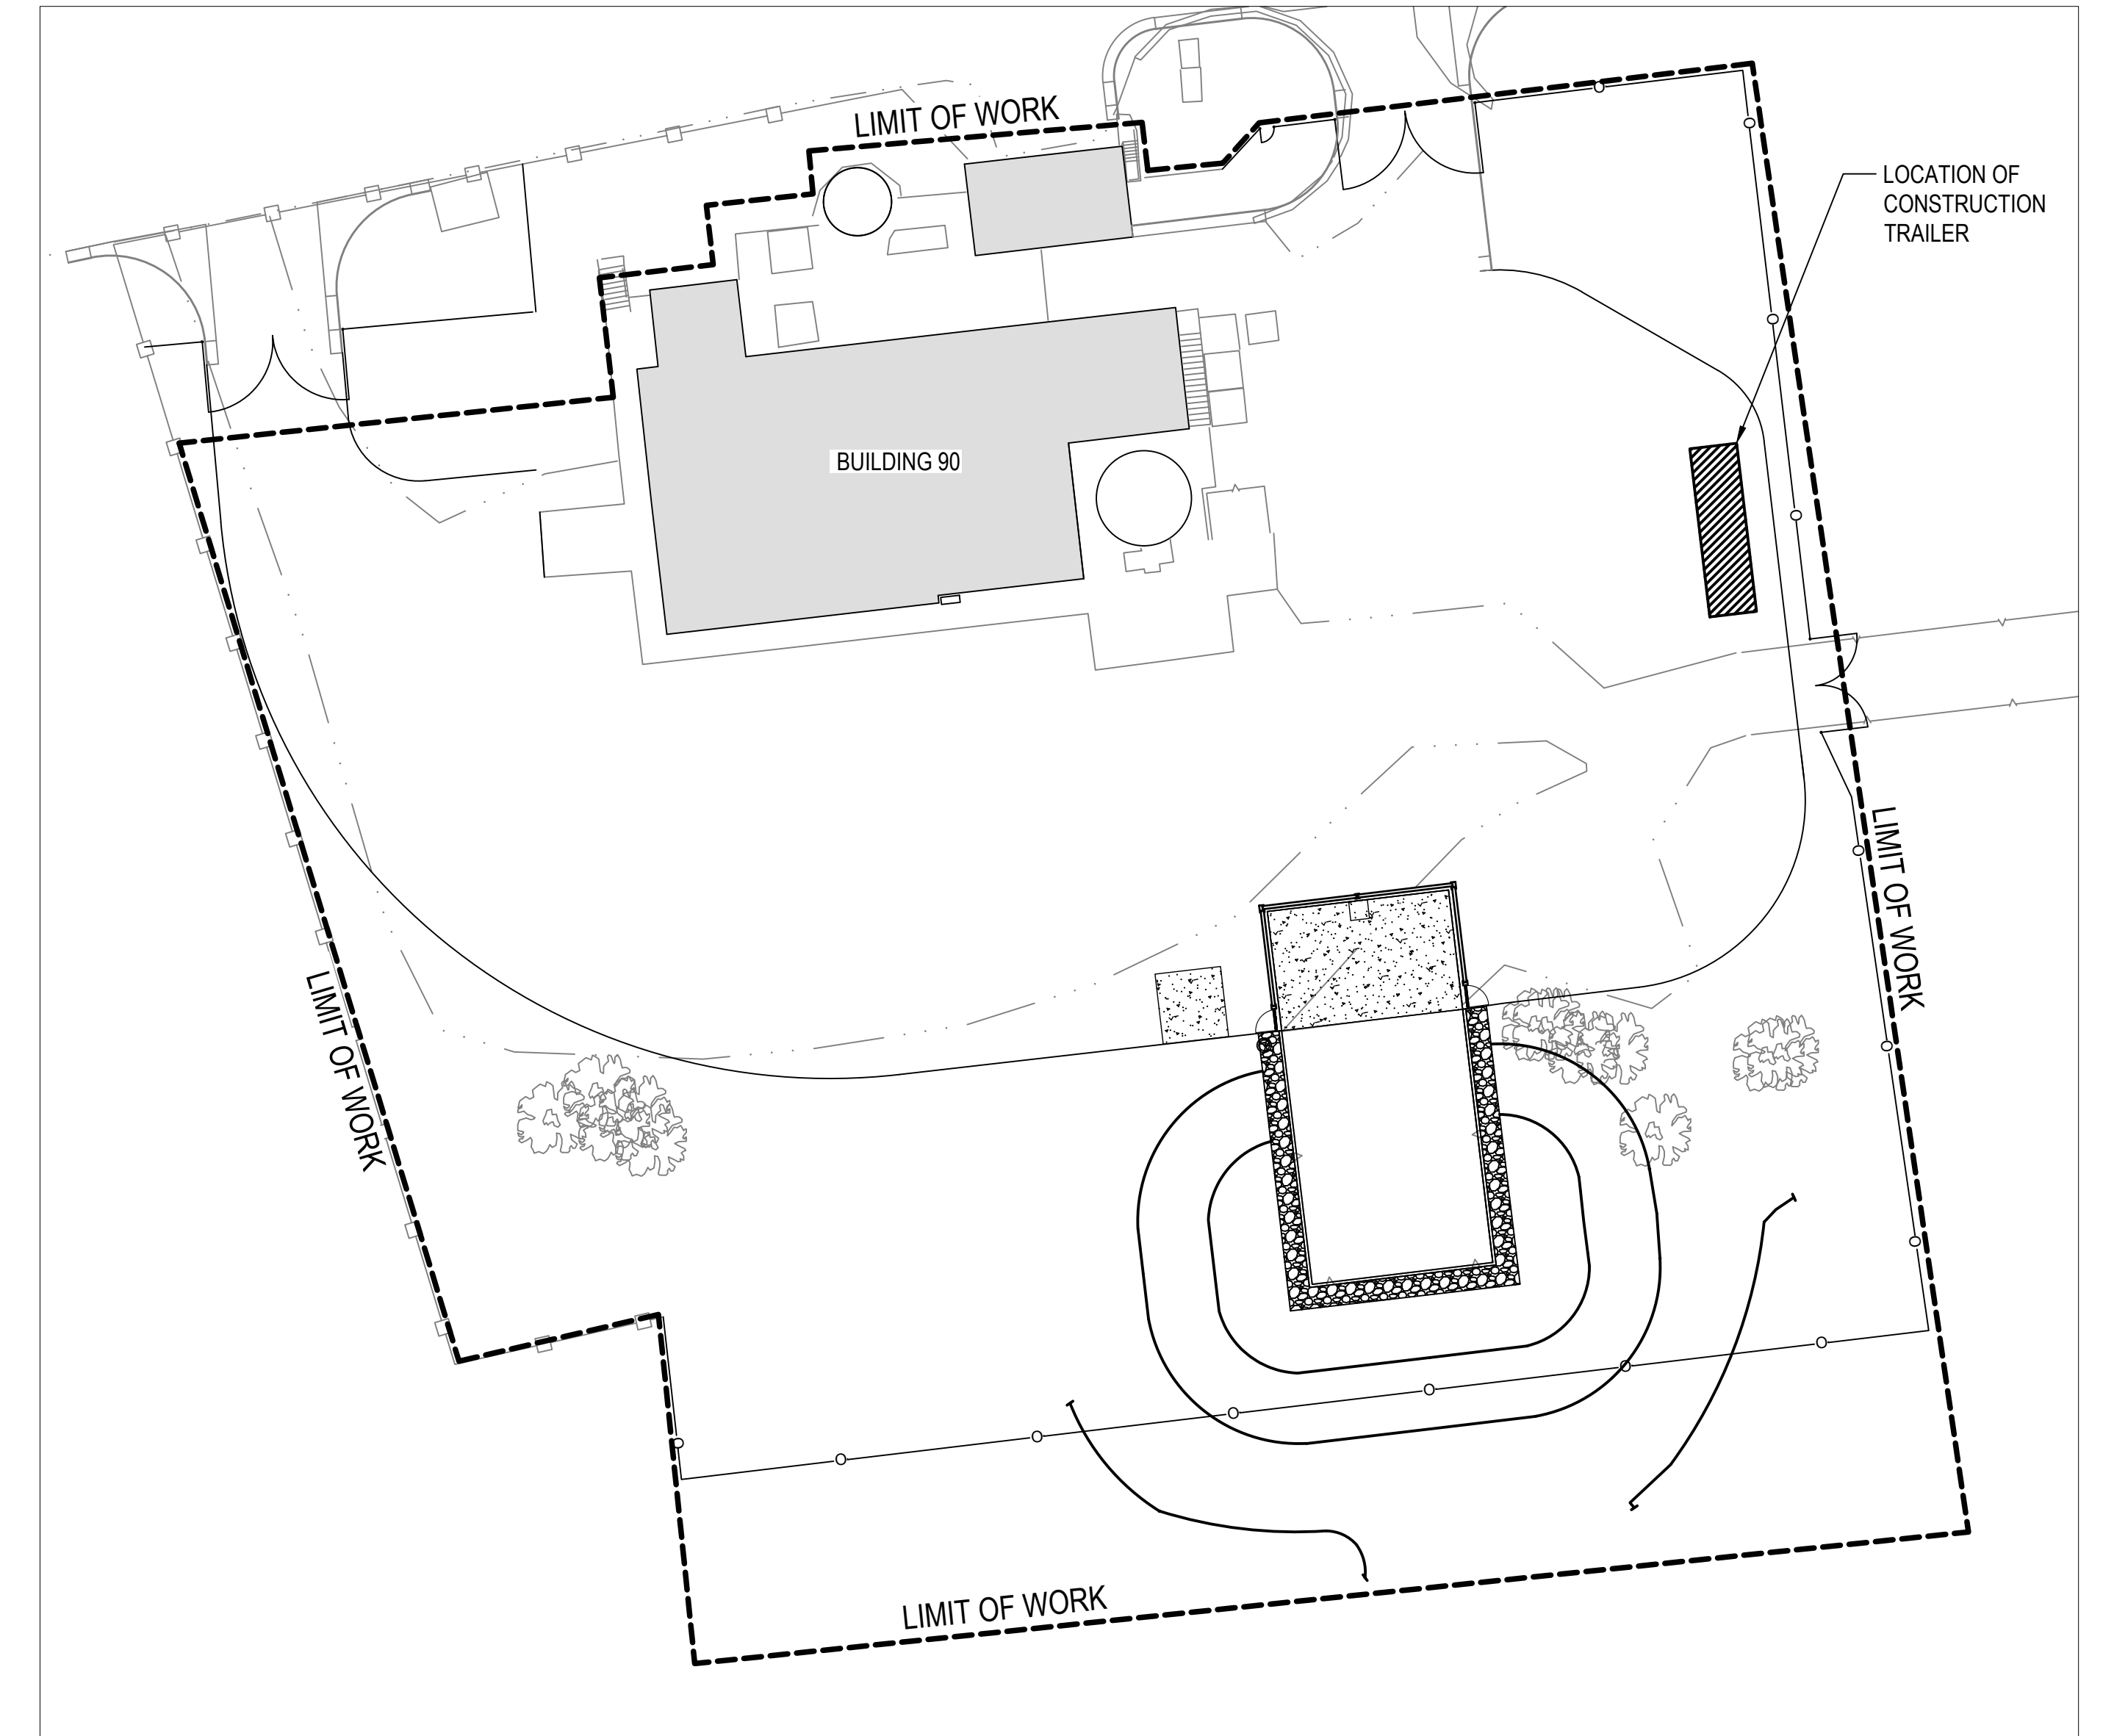 LIMIT OF WORK
LOCATION OF
CONSTRUCTION
TRAILER
BUILDING 90
LIMIT OF WORK
LIMIT OF WORK
LIMIT OF WORK